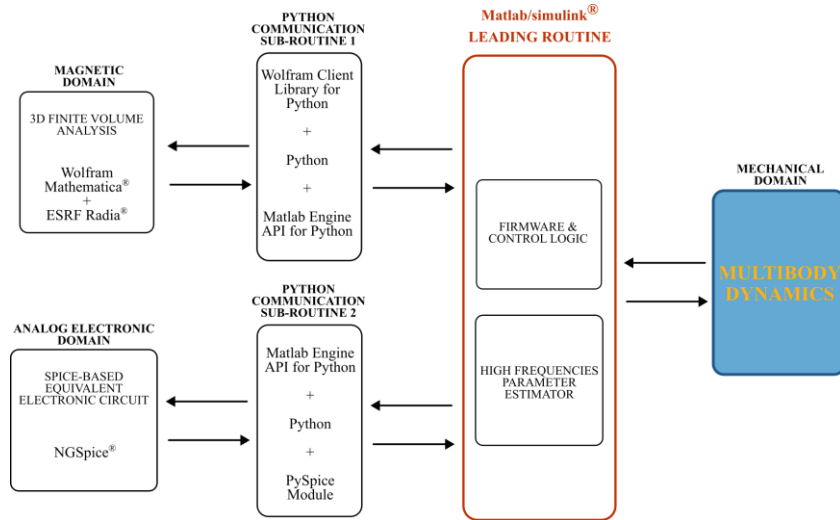 MAGNETIC
DOMAIN
3D FINITE VOLUME
ANALYSIS
Wolfram
Mathematica®
+
ESRF Radia®
PYTHON
COMMUNICATION
SUB-ROUTINE 1
Wolfram Client
Library for
Python
+
Python
+
Matlab Engine
API for Python
ANALOG ELECTRONIC
DOMAIN
SPICE-BASED
EQUIVALENT
ELECTRONIC CIRCUIT
NGSpice®
PYTHON
COMMUNICATION
SUB-ROUTINE 2
Matlab Engine
API for Python
+
Python
+
PySpice
Module
Matlab/simulink®
LEADING ROUTINE
FIRMWARE &
CONTROL LOGIC
HIGH FREQUENCIES
PARAMETER
ESTIMATOR
MECHANICAL
DOMAIN
MULTIBODY
DYNAMICS